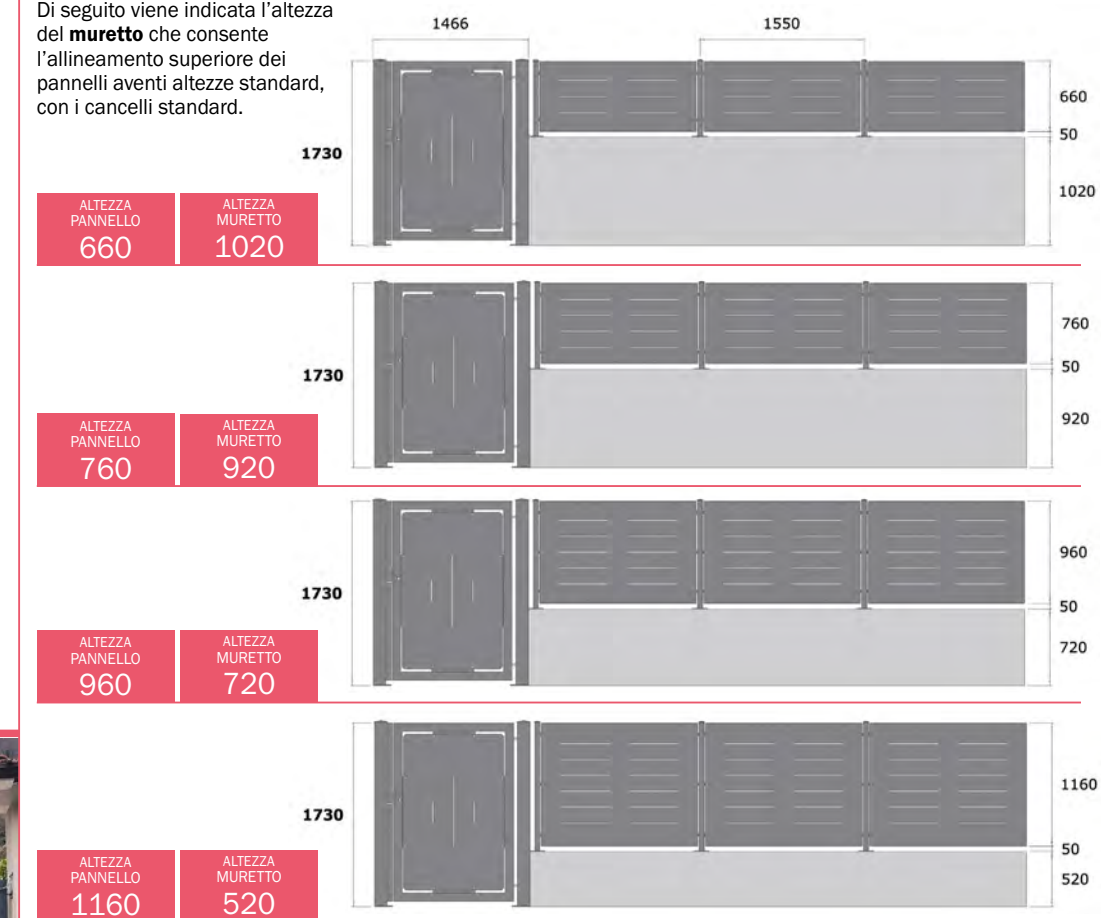 Di seguito viene indicata l'altezza
del muretto che consente
l'allineamento superiore dei
pannelli aventi altezze standard,
con i cancelli standard.
1466
1550
1730
660
50
1020
ALTEZZA
PANNELLO
660
ALTEZZA
MURETTO
1020
1730
760
50
920
ALTEZZA
PANNELLO
760
ALTEZZA
MURETTO
920
1730
960
50
720
ALTEZZA
PANNELLO
960
ALTEZZA
MURETTO
720
1730
1160
50
520
ALTEZZA
PANNELLO
1160
ALTEZZA
MURETTO
520